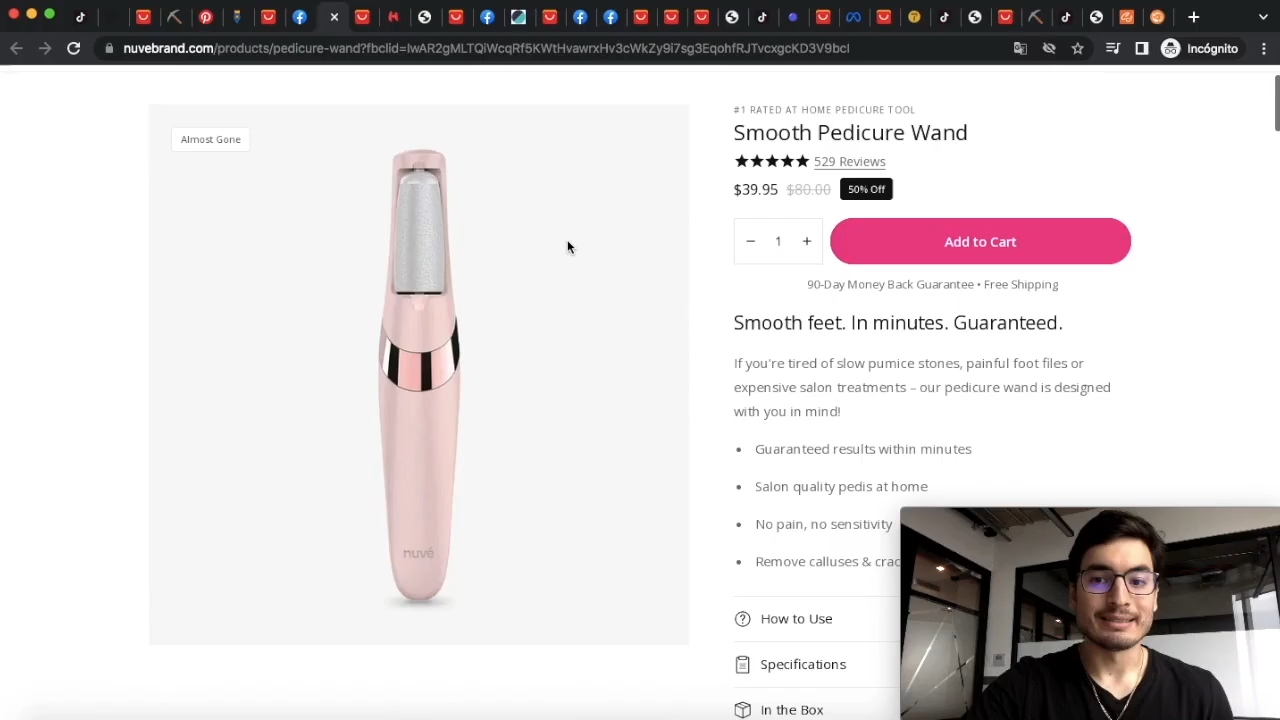 nuvebrand.com/products/pedicure-wand?fbclid=IwAR2gMLTQiWcqRf5KWtHvawrxHv3cWkZy9i7sg3EqohfRJTvcxgcKD3V9bcI
Incógnito
Almost Gone
nuvé
#1 RATED AT HOME PEDICURE TOOL
Smooth Pedicure Wand
★★★★★ 529 Reviews
$39.95 $80.00 50% Off
− 1 + Add to Cart
90-Day Money Back Guarantee • Free Shipping
Smooth feet. In minutes. Guaranteed.
If you're tired of slow pumice stones, painful foot files or
expensive salon treatments – our pedicure wand is designed
with you in mind!
• Guaranteed results within minutes
• Salon quality pedis at home
• No pain, no sensitivity
• Remove calluses & crac
How to Use
Specifications
In the Box